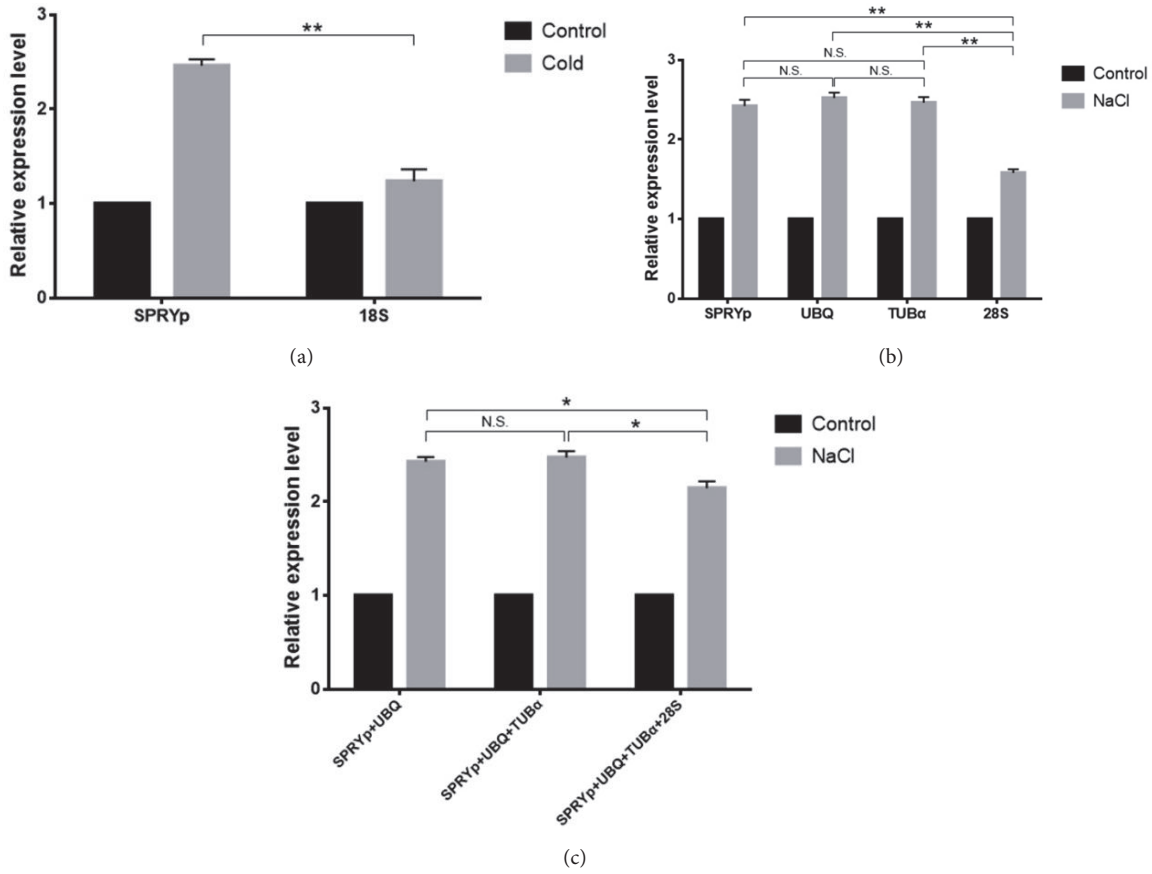 Relative expression level
3
2
1
0
**
Control
Cold
SPRYp
18S
(a)
Relative expression level
3
2
1
0
**
**
N.S.
**
N.S.
N.S.
Control
NaCl
SPRYp
UBQ
TUBα
28S
(b)
Relative expression level
3
2
1
0
*
N.S.
*
Control
NaCl
SPRYp+UBQ
SPRYp+UBQ+TUBα
SPRYp+UBQ+TUBα+28S
(c)